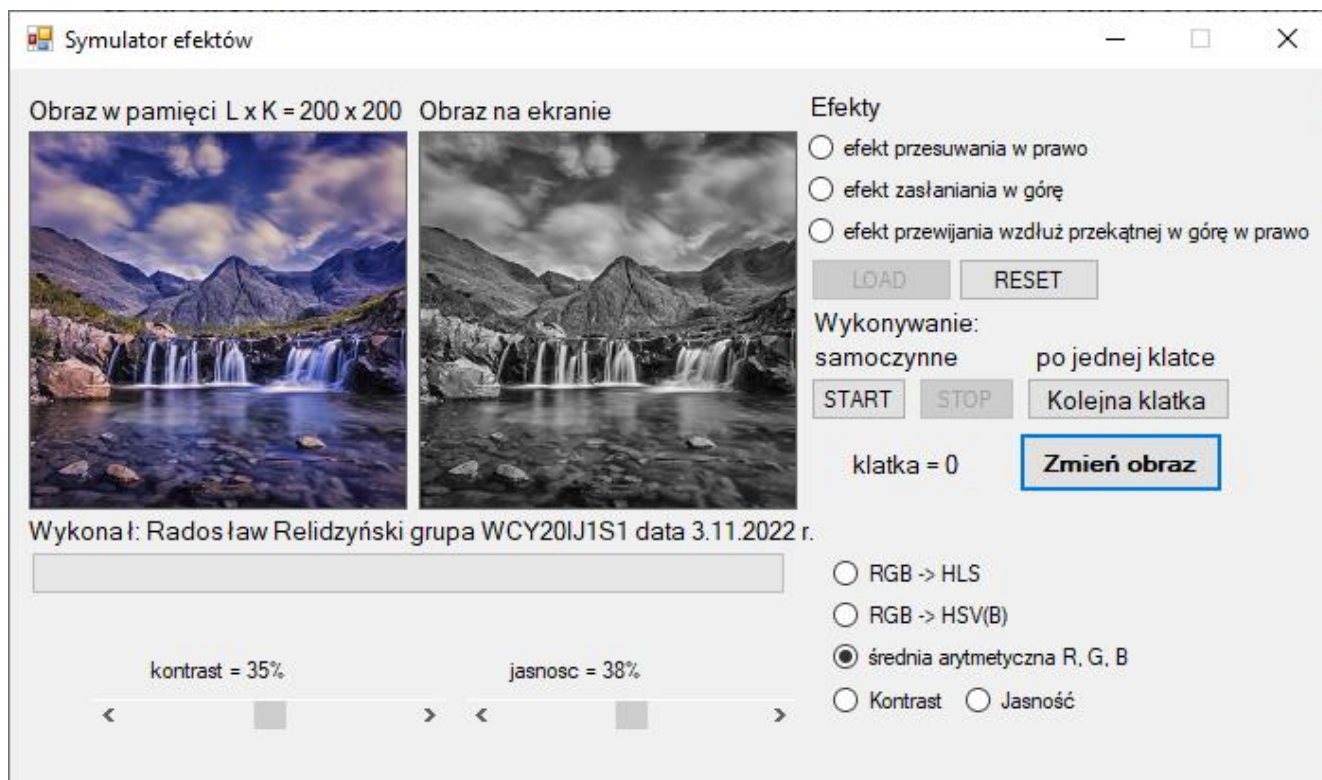 Symulator efektów
Obraz w pamięci L x K = 200 x 200
Obraz na ekranie
Efekty
efekt przesuwania w prawo
efekt zasłaniania w górę
efekt przewijania wzdłuż przekątnej w górę w prawo
LOAD
RESET
Wykonywanie:
samoczynne
po jednej klatce
START
STOP
Kolejna klatka
klatka = 0
Zmień obraz
Wykonał: Radosław Relidzyński grupa WCY20IJ1S1 data 3.11.2022 r.
RGB -> HLS
RGB -> HSV(B)
średnia arytmetyczna R, G, B
Kontrast
Jasność
kontrast = 35%
jasnosc = 38%